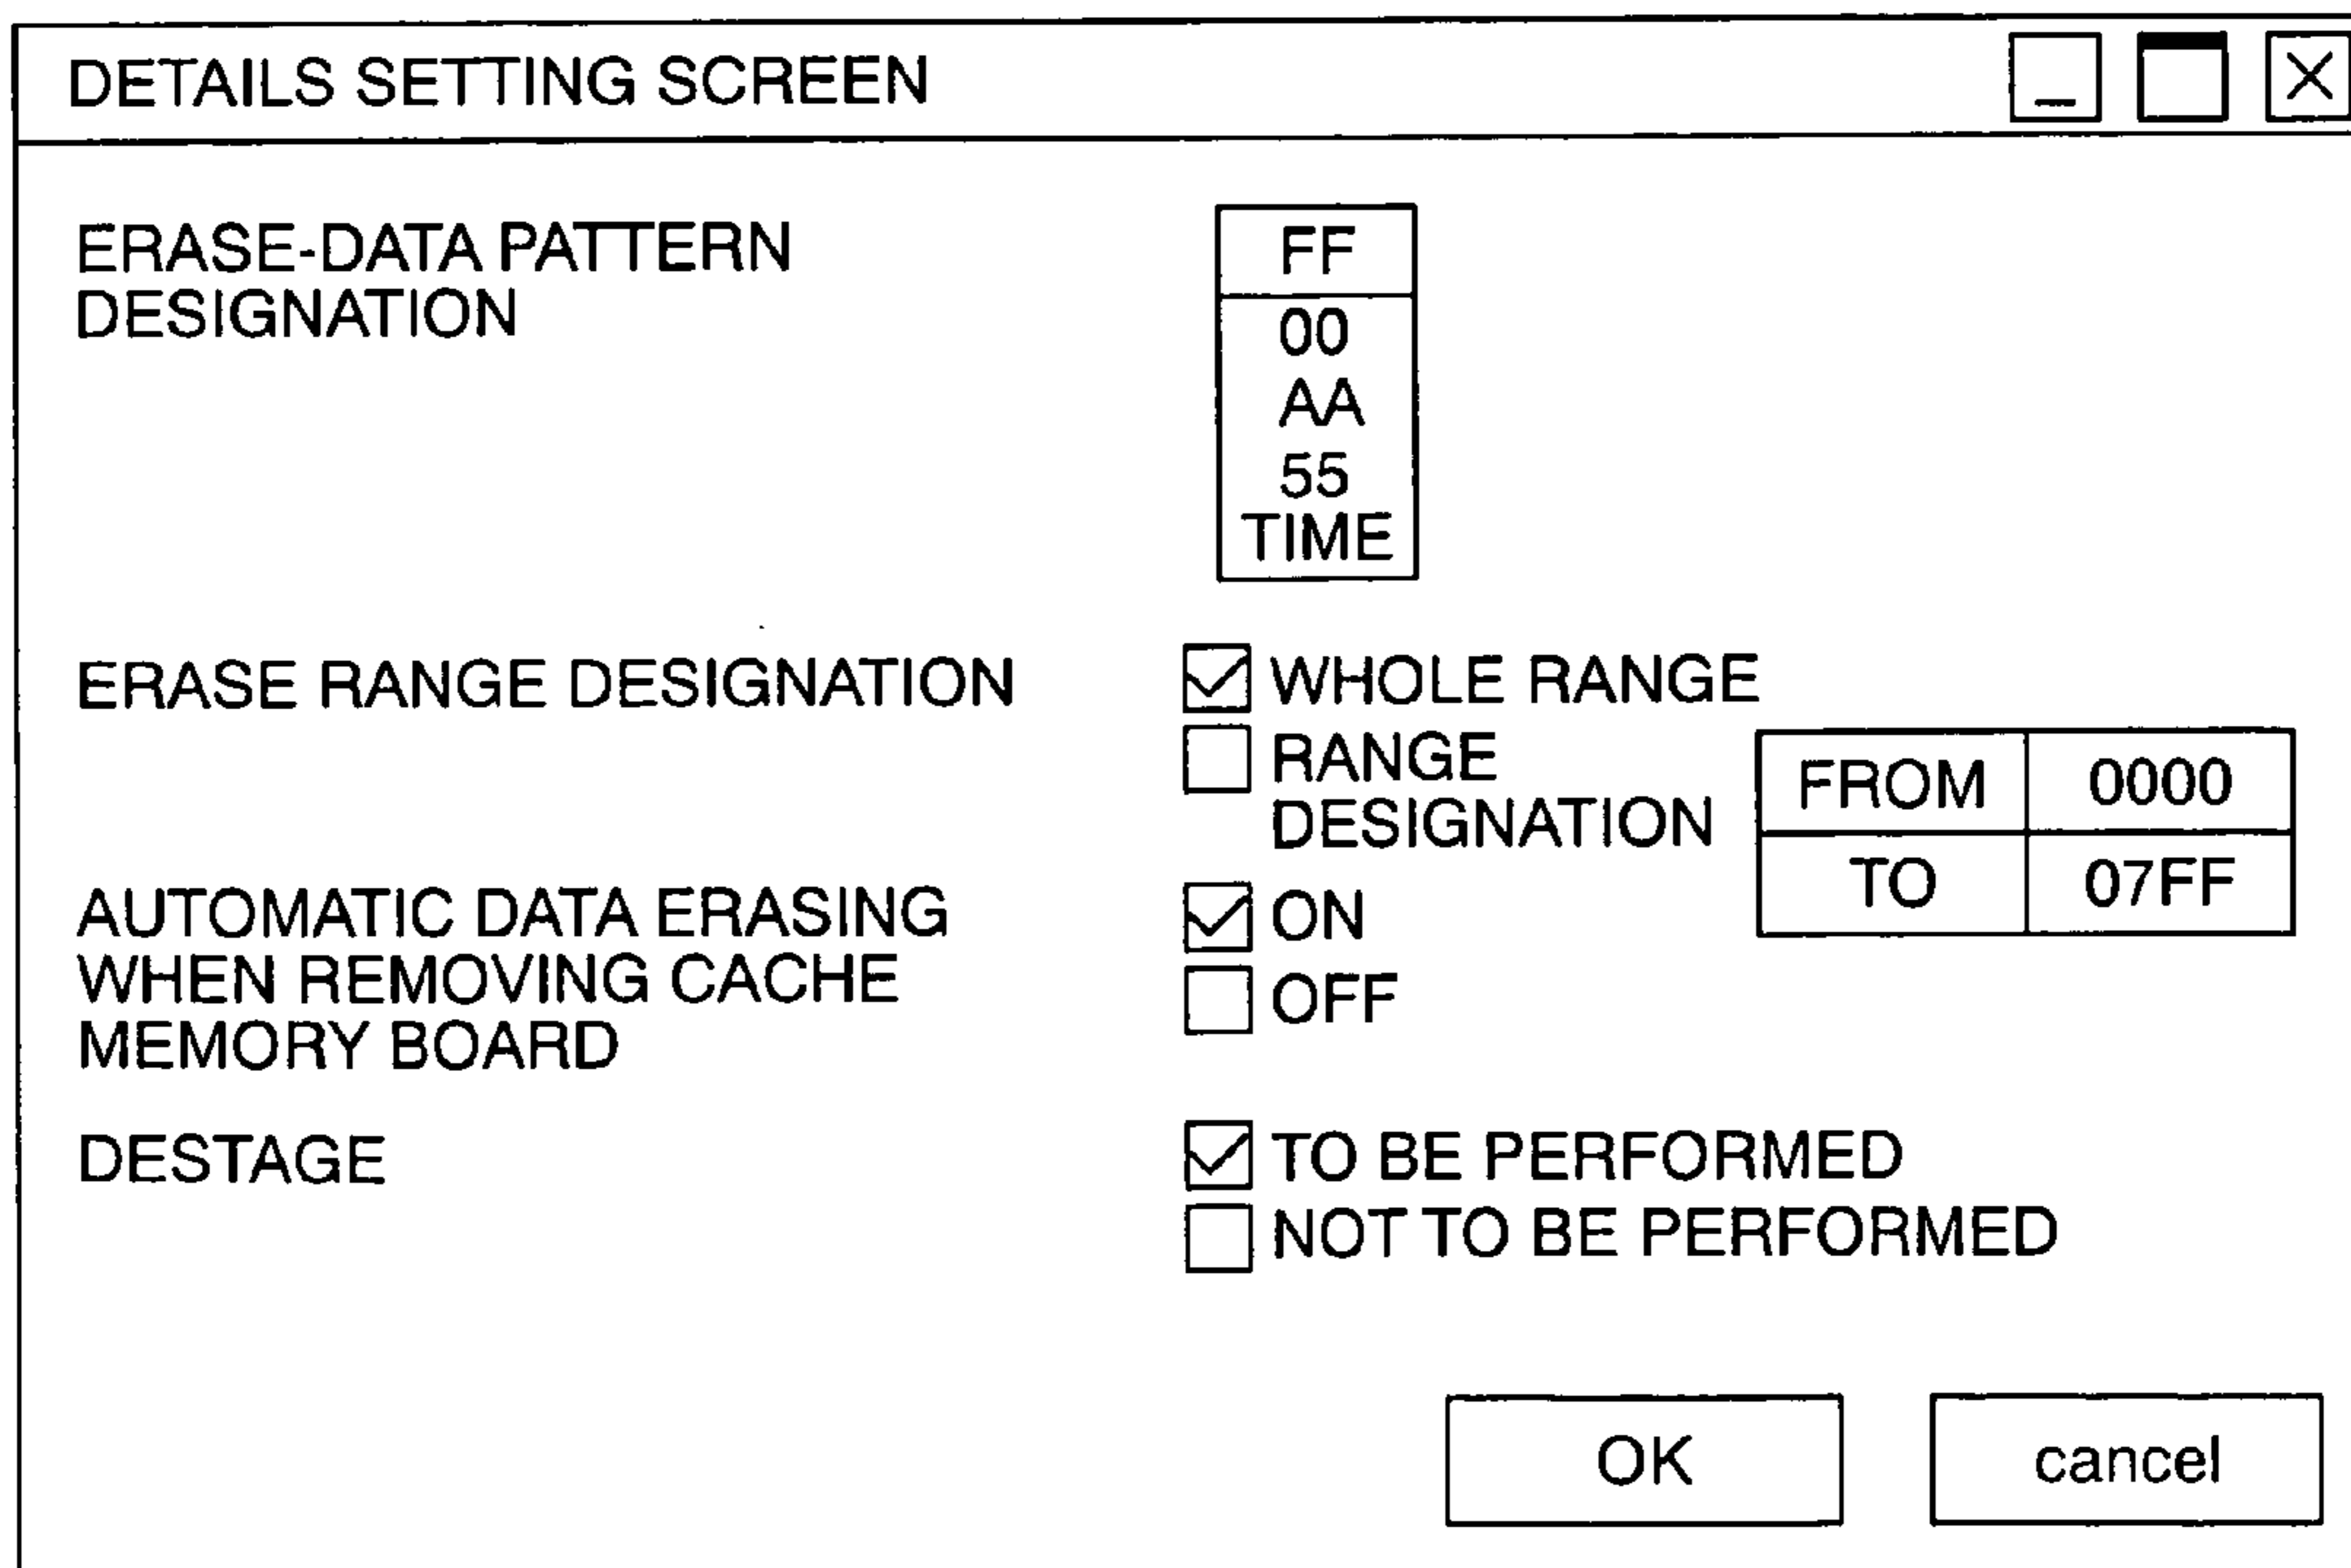 DETAILS SETTING SCREEN
ERASE-DATA PATTERN
DESIGNATION
FF
00
AA
55
TIME
ERASE RANGE DESIGNATION
WHOLE RANGE
RANGE
DESIGNATION
FROM 0000
TO 07FF
AUTOMATIC DATA ERASING
WHEN REMOVING CACHE
MEMORY BOARD
ON
OFF
DESTAGE
TO BE PERFORMED
NOT TO BE PERFORMED
OK
cancel